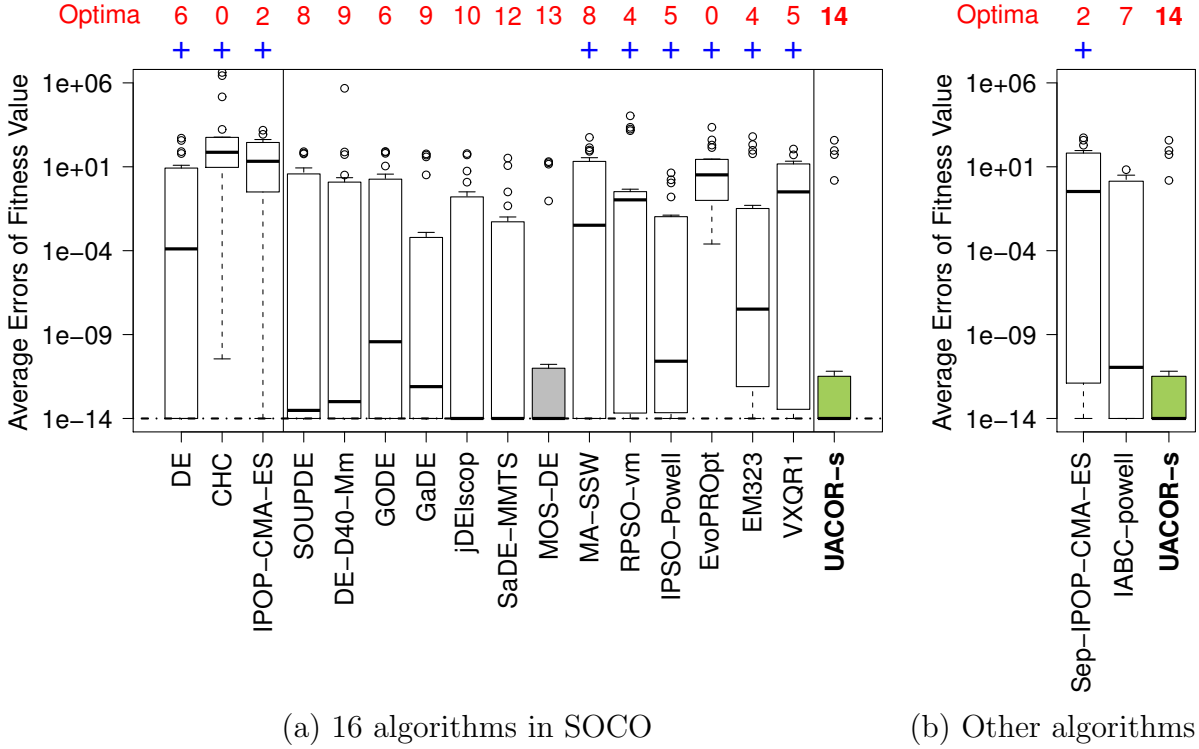 Optima 6 0 2 8 9 6 8 10 12 13 8 4 5 0 4 5 14
+ + + + + + + + +
Average Errors of Fitness Value
1e+06
1e+01
1e−04
1e−09
1e−14
DE
CHC
IPOP−CMA−ES
SOUPDE
DE−D40−Mm
GODE
GaDE
jDElscop
SaDE−MMTS
MOS−DE
MA−SSW
RPSO−vm
IPSO−Powell
EvoPROpt
EM323
VXQR1
UACOR−s
(a) 16 algorithms in SOCO
Optima 2 7 14
+
Average Errors of Fitness Value
1e+06
1e+01
1e−04
1e−09
1e−14
Sep−IPOP−CMA−ES
IABC−powell
UACOR−s
(b) Other algorithms